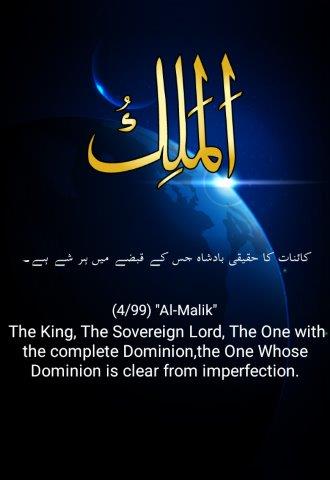 المَلِكُ
کائنات کا حقیقی بادشاہ جس کے قبضے میں ہر شے ہے۔
(4/99) "Al-Malik"
The King, The Sovereign Lord, The One with
the complete Dominion,the One Whose
Dominion is clear from imperfection.